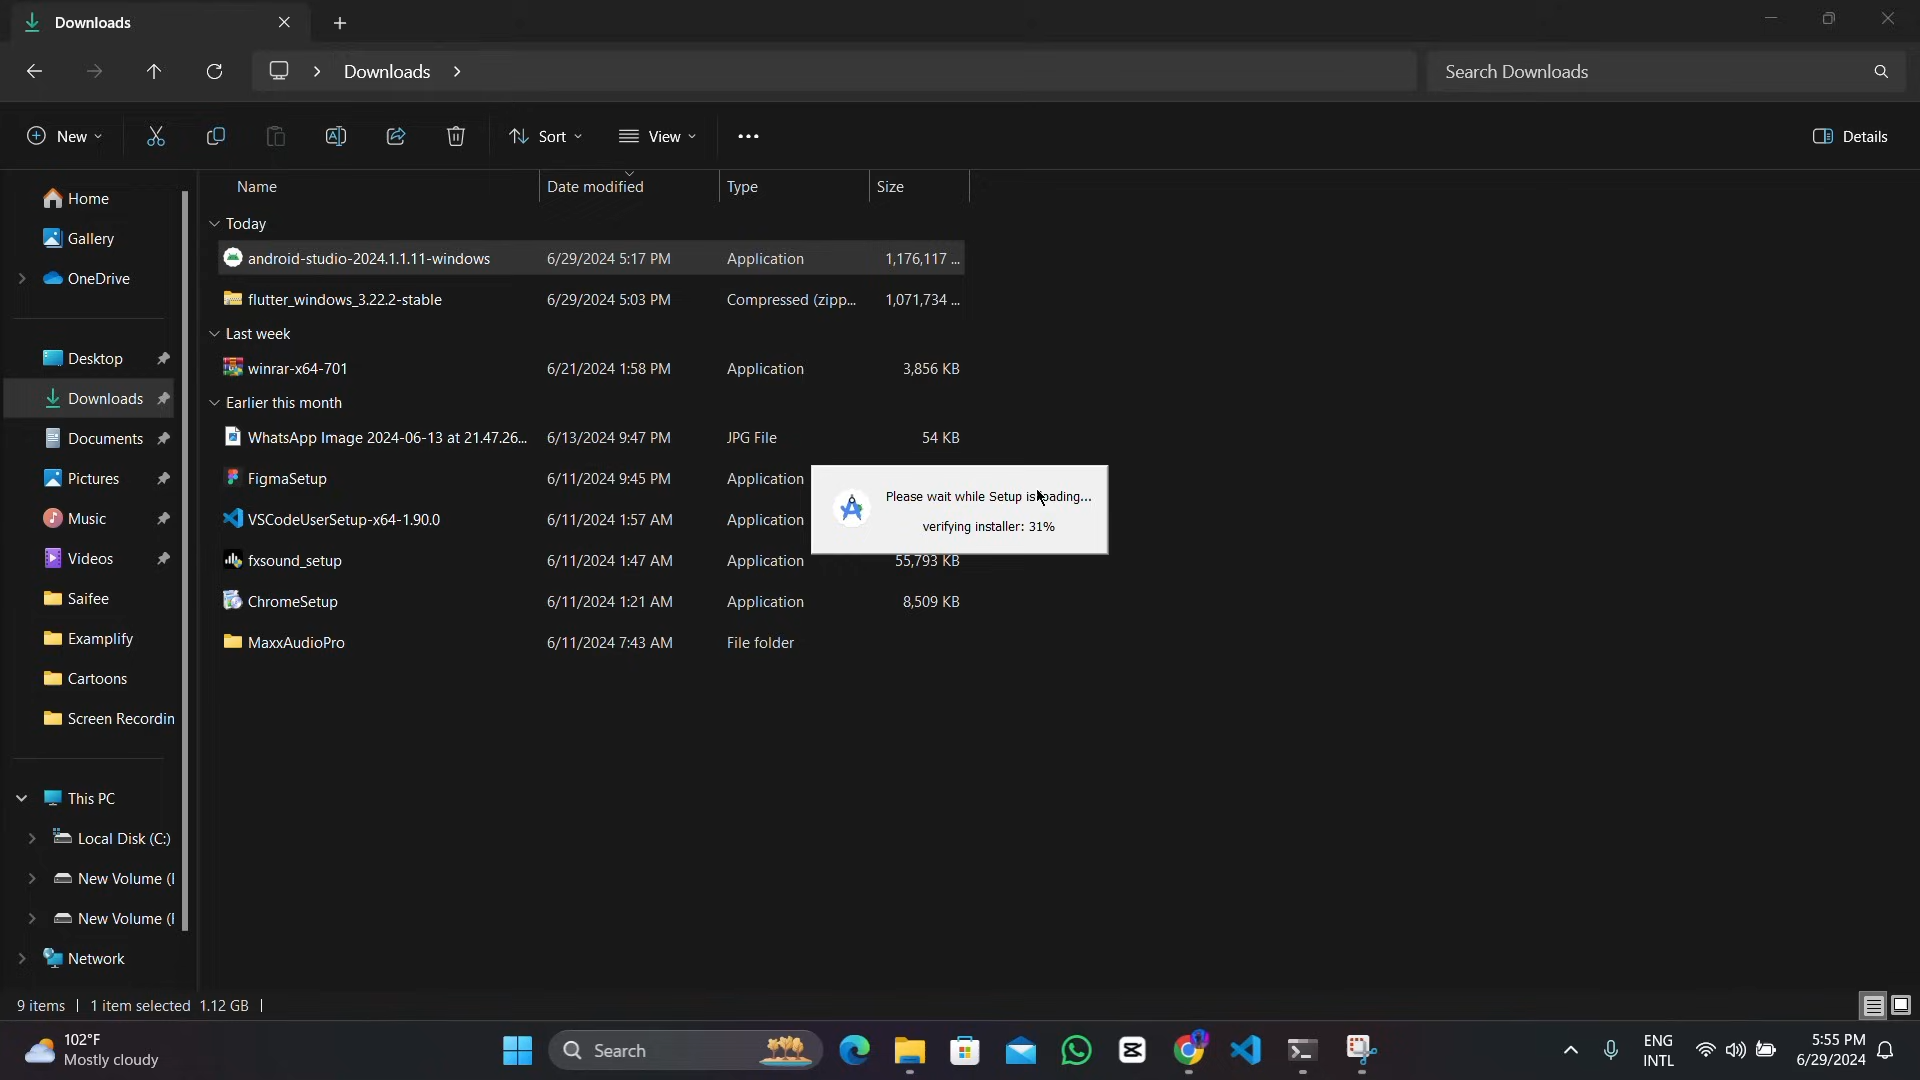 Downloads
Downloads
Search Downloads
New
Sort
View
Details
Home
Gallery
OneDrive
Desktop
Downloads
Documents
Pictures
Music
Videos
Saifee
Examplify
Cartoons
Screen Recordin
This PC
Local Disk (C:)
New Volume (
New Volume (
Network
Name Date modified Type Size
Today
android-studio-2024.1.1.11-windows 6/29/2024 5:17 PM Application 1,176,117 ...
flutter_windows_3.22.2-stable 6/29/2024 5:03 PM Compressed (zipp... 1,071,734 ...
Last week
winrar-x64-701 6/21/2024 1:58 PM Application 3,856 KB
Earlier this month
WhatsApp Image 2024-06-13 at 21.47.26... 6/13/2024 9:47 PM JPG File 54 KB
FigmaSetup 6/11/2024 9:45 PM Application
VSCodeUserSetup-x64-1.90.0 6/11/2024 1:57 AM Application
fxsound_setup 6/11/2024 1:47 AM Application 55,793 KB
ChromeSetup 6/11/2024 1:21 AM Application 8,509 KB
MaxxAudioPro 6/11/2024 7:43 AM File folder
Please wait while Setup is loading...
verifying installer: 31%
9 items 1 item selected 1.12 GB
102°F
Mostly cloudy
Search
ENG
INTL
5:55 PM
6/29/2024